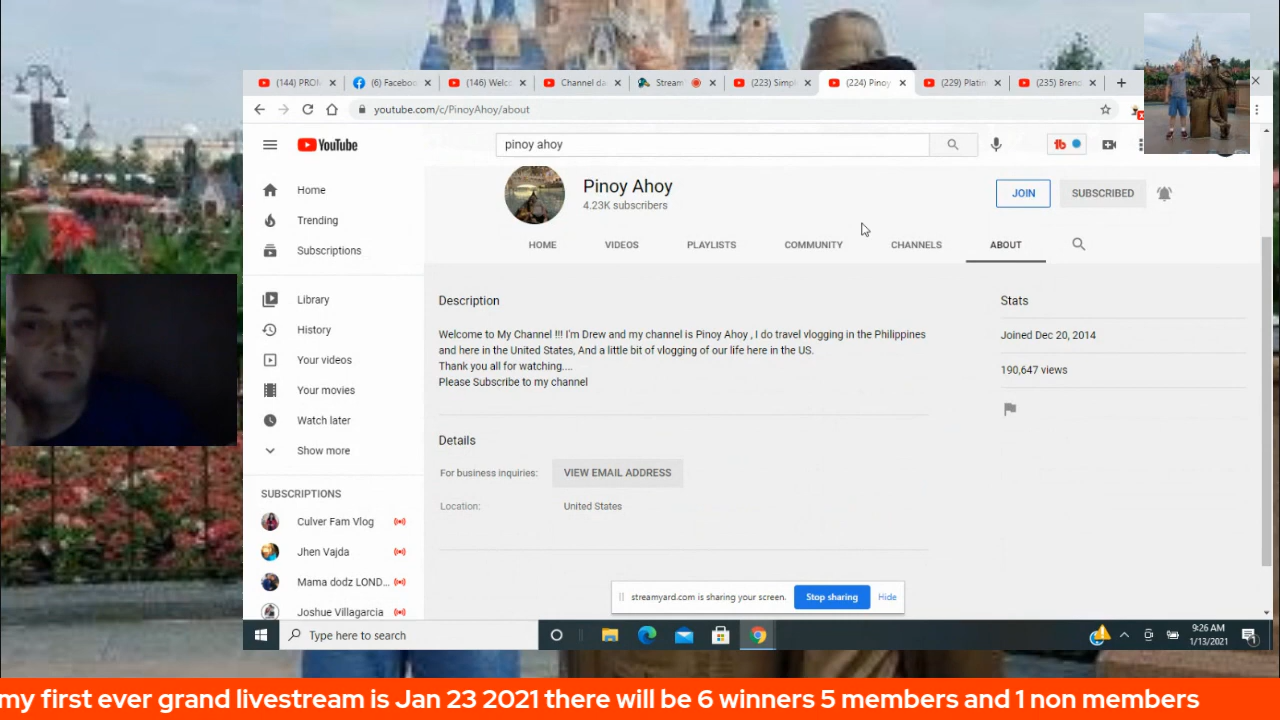 (144) PROM
(6) Faceboo
(146) Welc
Channel da
Stream
(223) Simpl
(224) Pinoy
(229) Platin
(235) Brend
youtube.com/c/PinoyAhoy/about
YouTube
pinoy ahoy
Home
Trending
Subscriptions
Library
History
Your videos
Your movies
Watch later
Show more
SUBSCRIPTIONS
Culver Fam Vlog
Jhen Vajda
Mama dodz LOND...
Joshue Villagarcia
Pinoy Ahoy
4.23K subscribers
JOIN
SUBSCRIBED
HOME VIDEOS PLAYLISTS COMMUNITY CHANNELS ABOUT
Description
Welcome to My Channel !!! I'm Drew and my channel is Pinoy Ahoy , I do travel vlogging in the Philippines
and here in the United States, And a little bit of vlogging of our life here in the US.
Thank you all for watching....
Please Subscribe to my channel
Details
For business inquiries: VIEW EMAIL ADDRESS
Location: United States
Stats
Joined Dec 20, 2014
190,647 views
streamyard.com is sharing your screen. Stop sharing Hide
Type here to search
9:26 AM
1/13/2021
my first ever grand livestream is Jan 23 2021 there will be 6 winners 5 members and 1 non members